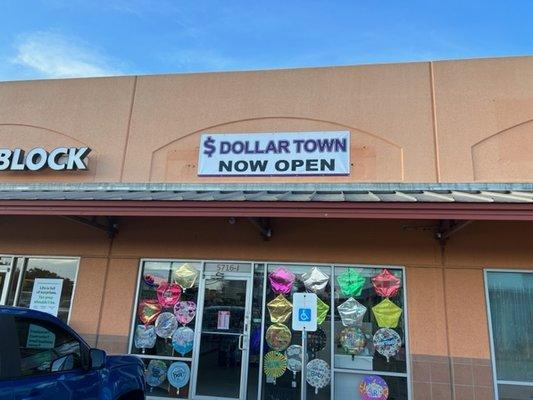 BLOCK
$ DOLLAR TOWN
NOW OPEN
5716-I